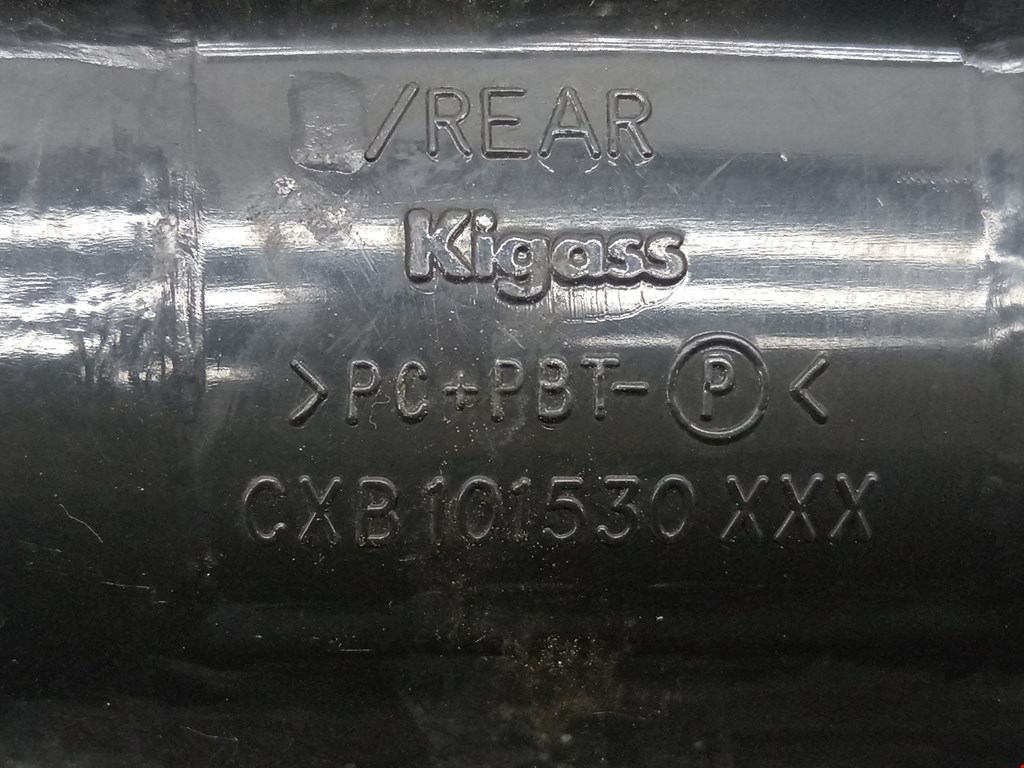 /REAR
Kigass
>PC+PBT-Ⓟ<
CXB 101530 XXX